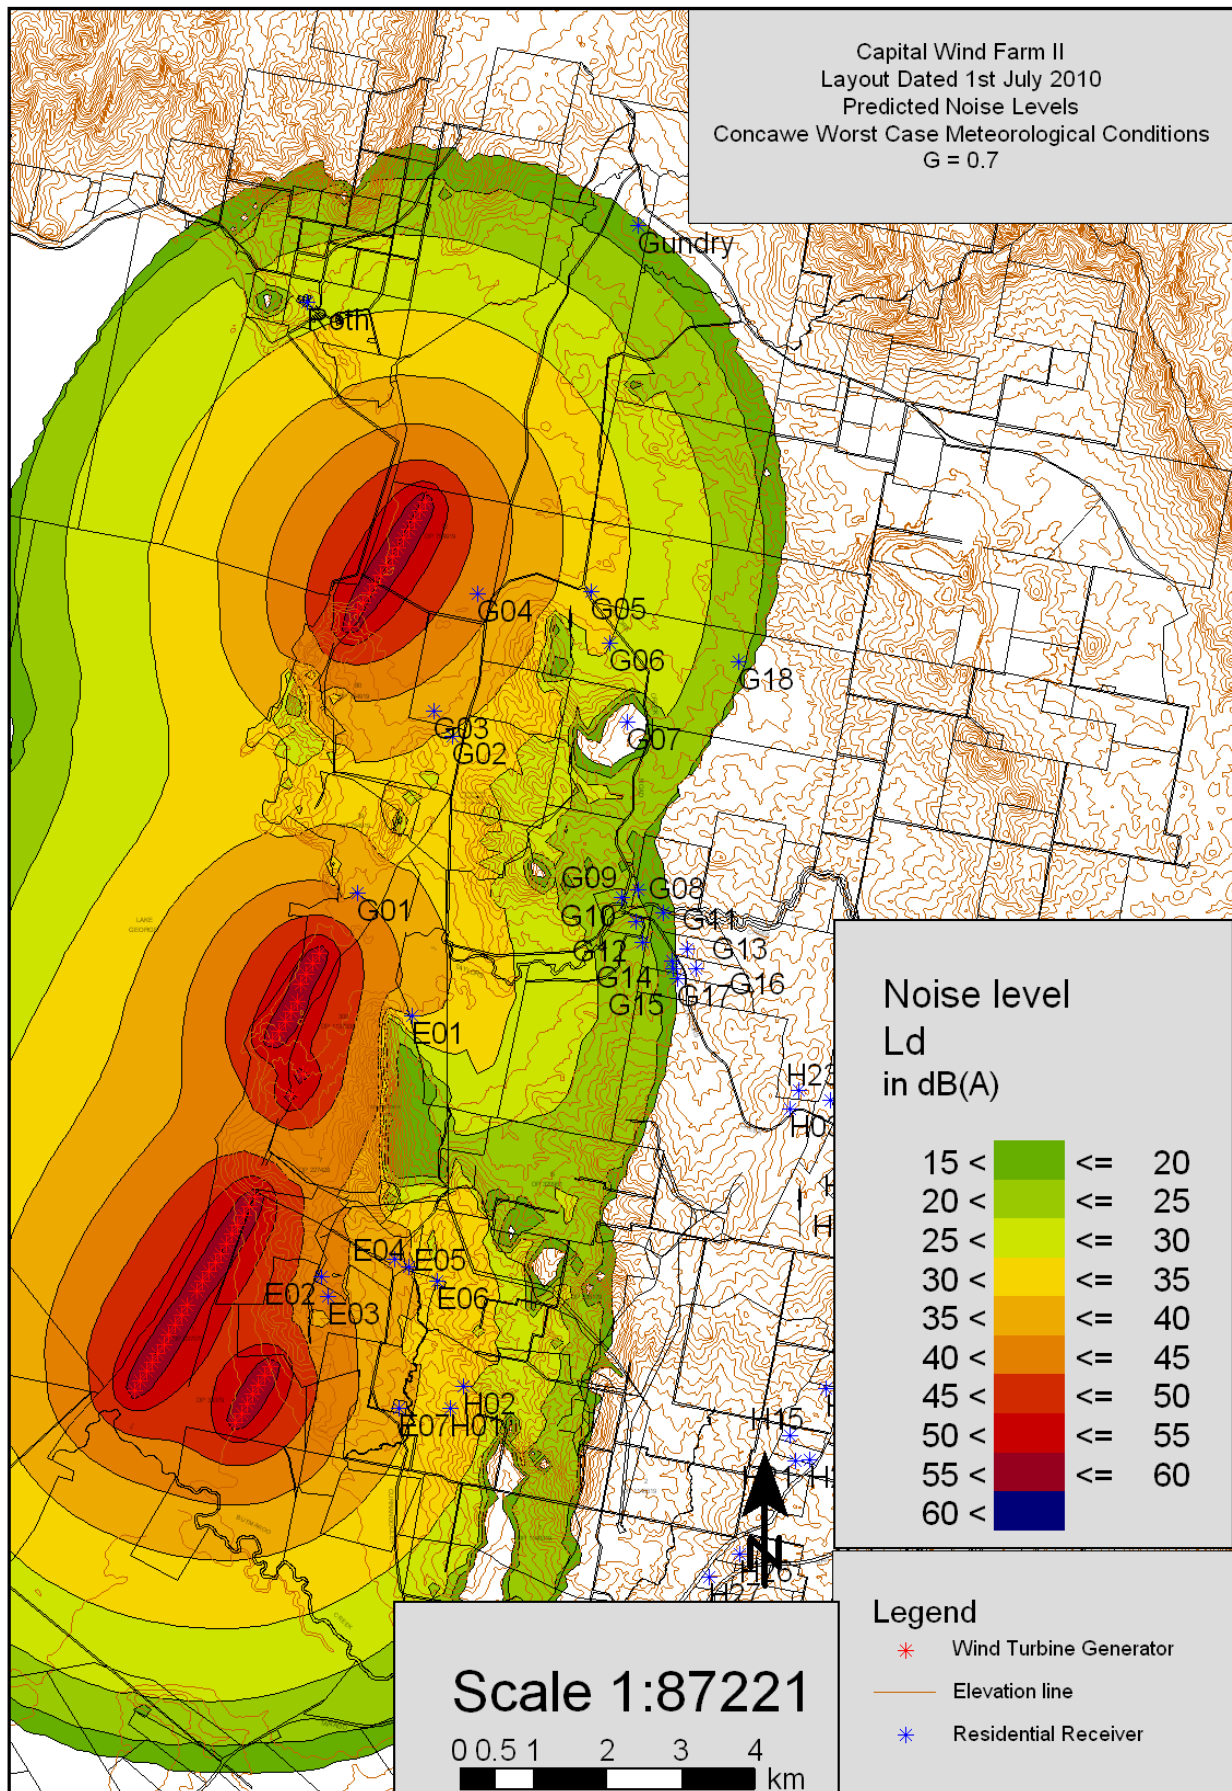 Capital Wind Farm II
Layout Dated 1st July 2010
Predicted Noise Levels
Concawe Worst Case Meteorological Conditions
G = 0.7
Gundry
Roth
G04
G05
G06
G18
G03
G02
G07
G09
G08
G01
G10
G11
LAKE
GEORGE
G12
G13
G14
G16
G15
G17
E01
H23
E04
E05
E02
E06
E03
H02
E07
H01
H15
N
CREEK
Noise level
Ld
in dB(A)
15 < <= 20
20 < <= 25
25 < <= 30
30 < <= 35
35 < <= 40
40 < <= 45
45 < <= 50
50 < <= 55
55 < <= 60
60 <
Legend
Wind Turbine Generator
Elevation line
Residential Receiver
Scale 1:87221
0 0.5 1 2 3 4
km